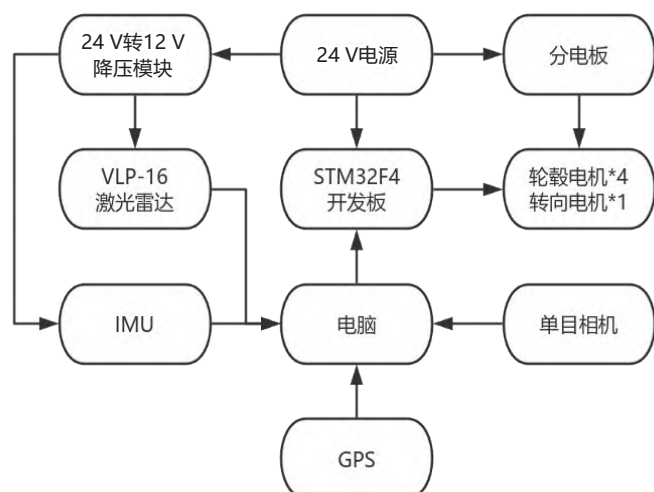 24 V转12 V
降压模块
24 V电源
分电板
VLP-16
激光雷达
STM32F4
开发板
轮毂电机*4
转向电机*1
IMU
电脑
单目相机
GPS